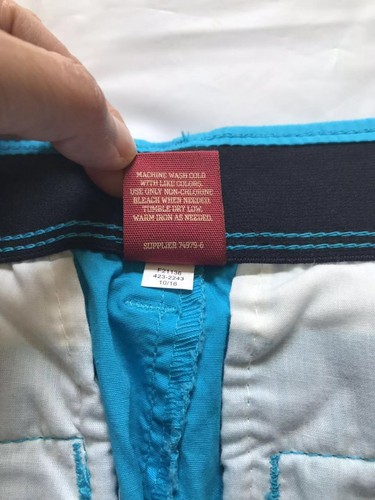 MACHINE WASH COLD
WITH LIKE COLORS.
USE ONLY NON-CHLORINE
BLEACH WHEN NEEDED.
TUMBLE DRY LOW.
WARM IRON AS NEEDED.
SUPPLIER 74979-6
F21136
423-2243
10/16